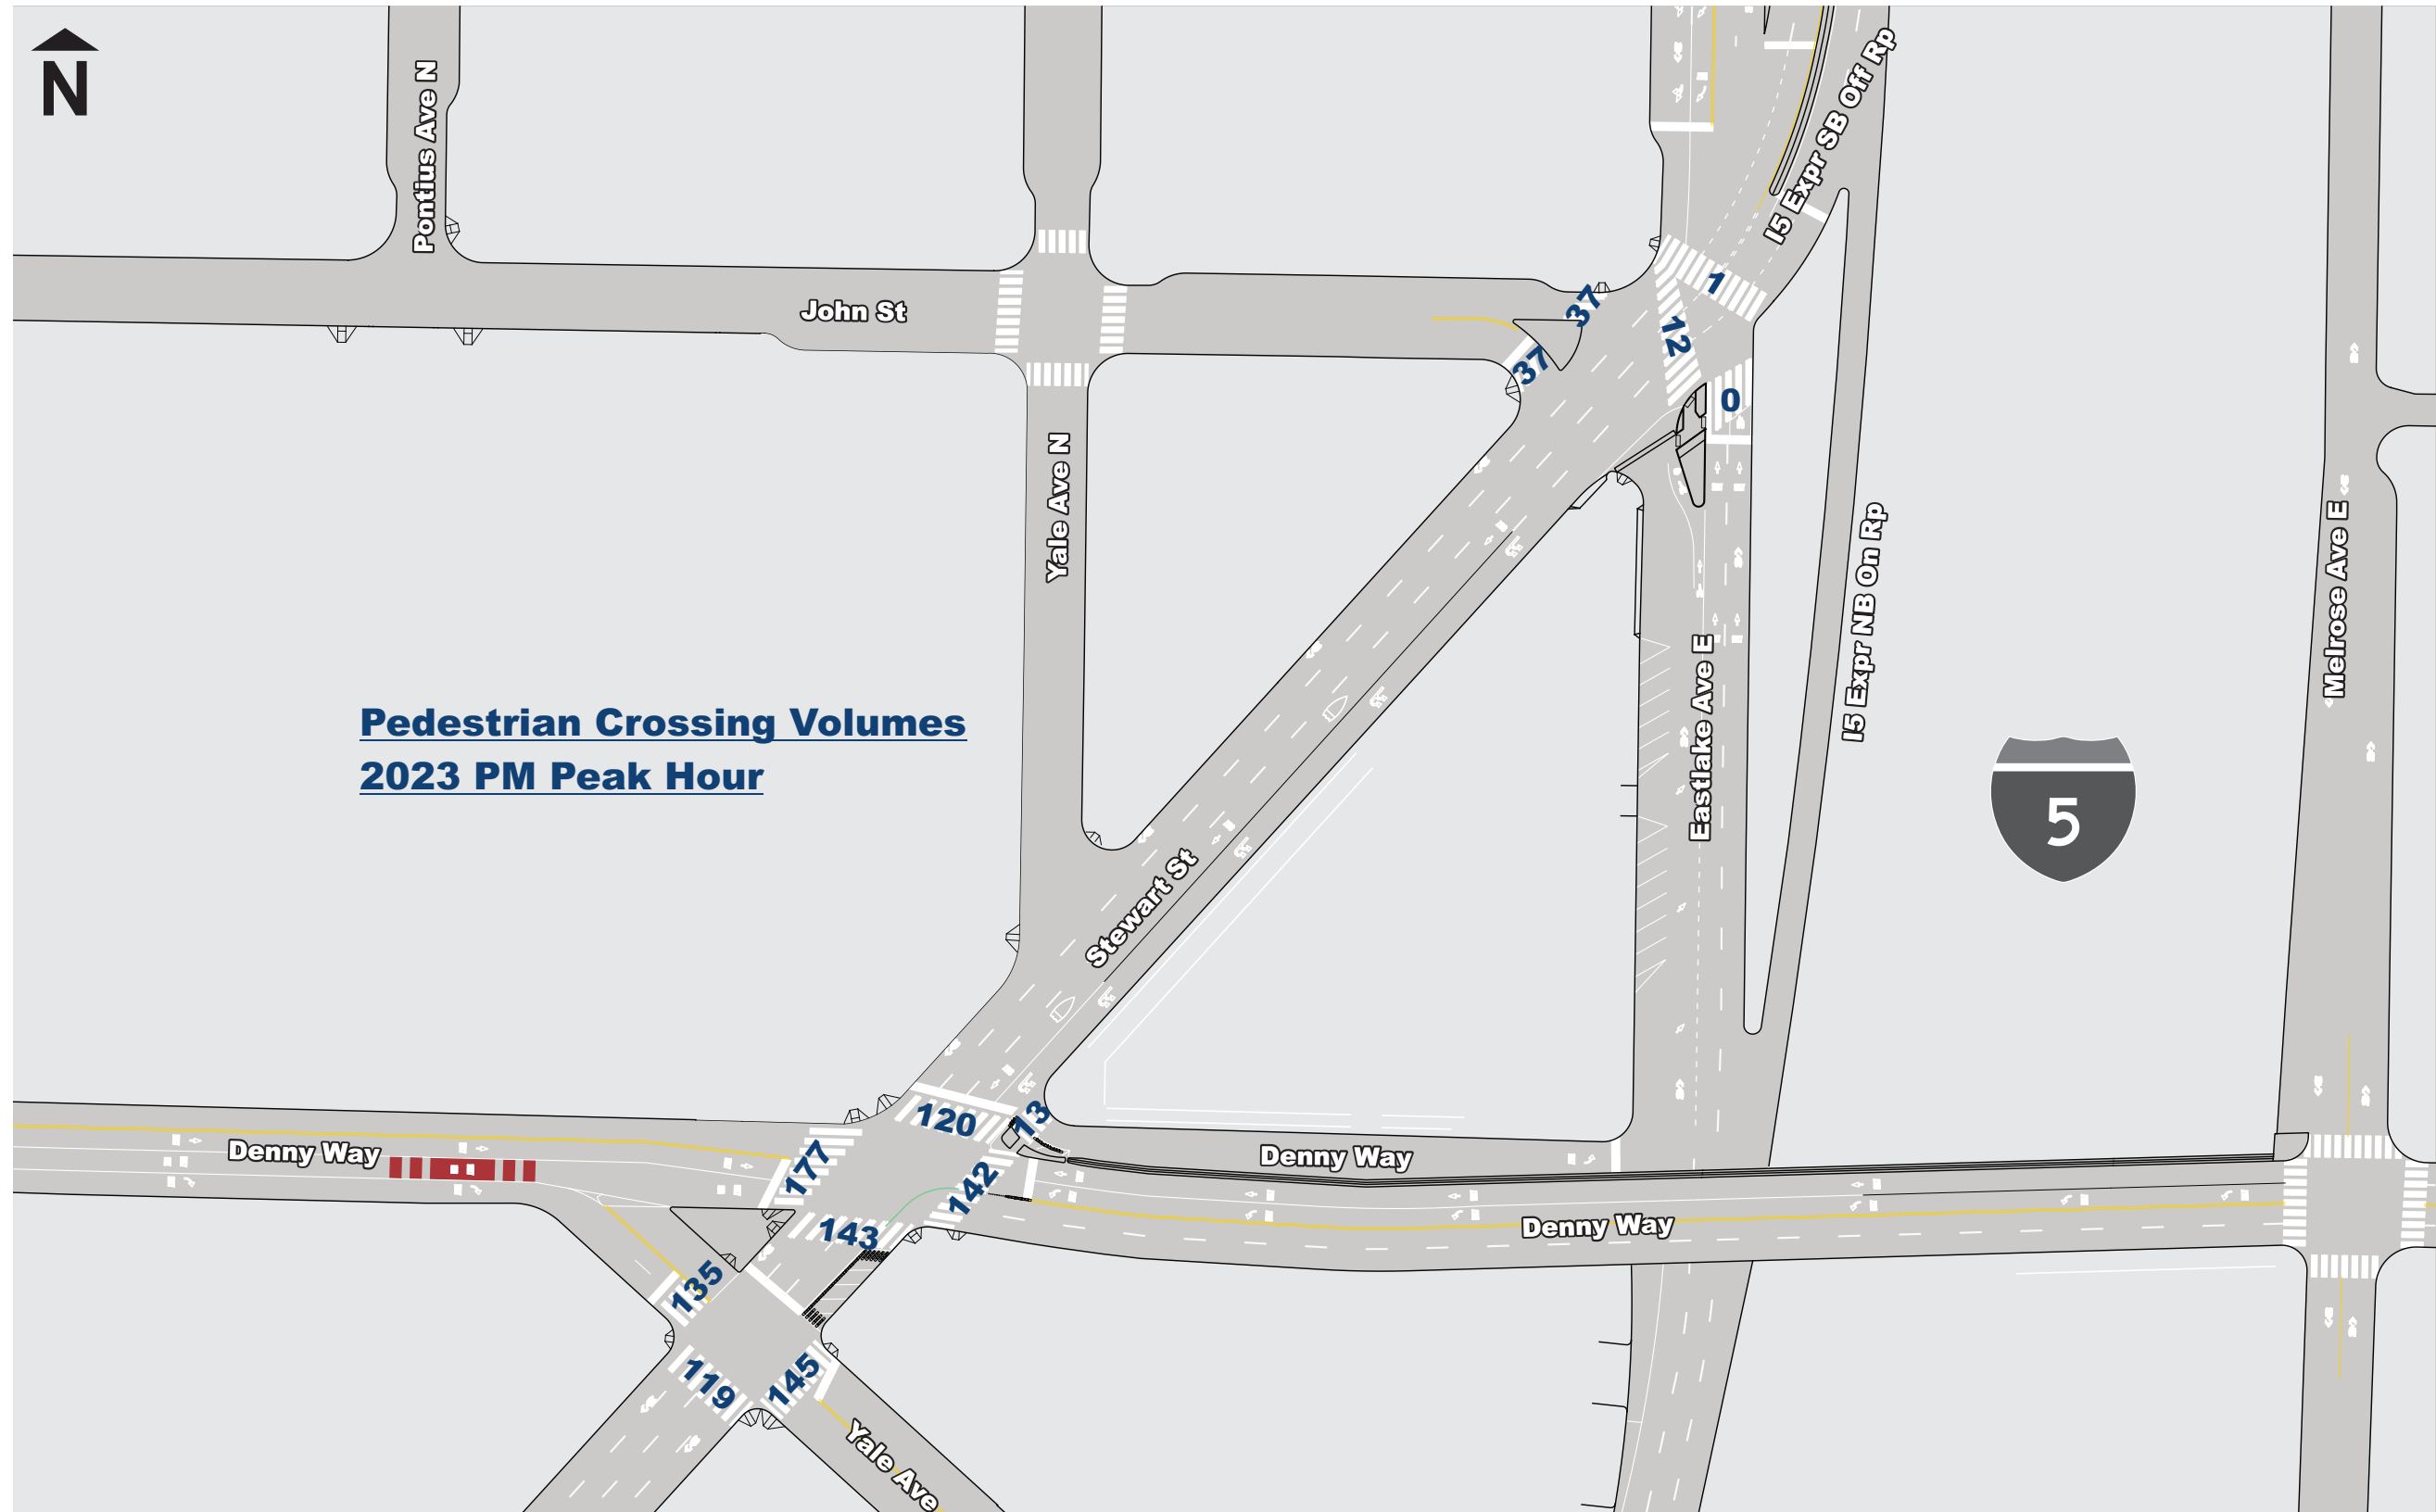 N
Pontius Ave N
I5 Expr SB Off Rp
John St
37
1
12
37
0
Yale Ave N
I5 Expr NB On Rp
Melrose Ave E
Eastlake Ave E
Pedestrian Crossing Volumes
2023 PM Peak Hour
5
Stewart St
120
13
Denny Way
177
Denny Way
142
143
Denny Way
135
119
145
Yale Ave